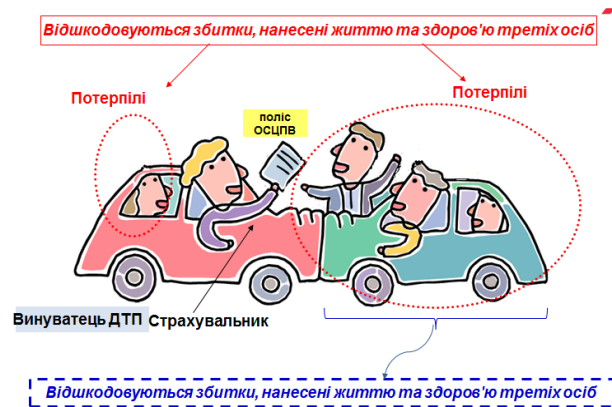 Відшкодовуються збитки, нанесені життю та здоров'ю третіх осіб
Потерпілі
Потерпілі
поліс
ОСЦПВ
Винуватець ДТП
Страхувальник
Відшкодовуються збитки, нанесені життю та здоров'ю третіх осіб